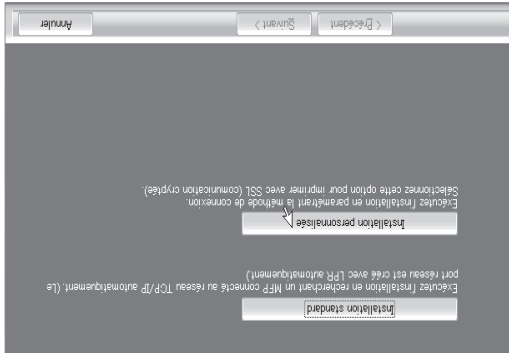 Installation standard
Exécutez l'installation en recherchant un MFP connecté au réseau TCP/IP automatiquement. (Le
port réseau est créé avec LPR automatiquement.)
Installation personnalisée
Exécutez l'installation en paramétrant la méthode de connexion.
Sélectionnez cette option pour imprimer avec SSL (comunication cryptée).
< Précédent
Suivant >
Annuler